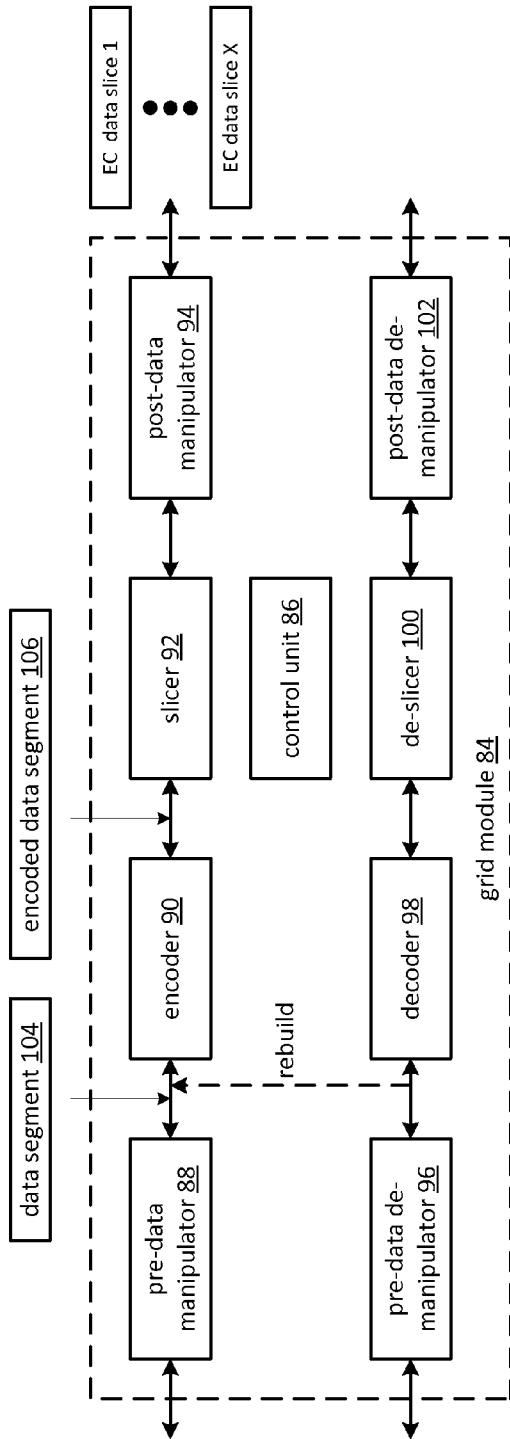 data segment 104
encoded data segment 106
pre-data
manipulator 88
encoder 90
slicer 92
post-data
manipulator 94
EC data slice 1
EC data slice X
rebuild
control unit 86
pre-data de-
manipulator 96
decoder 98
de-slicer 100
post-data de-
manipulator 102
grid module 84